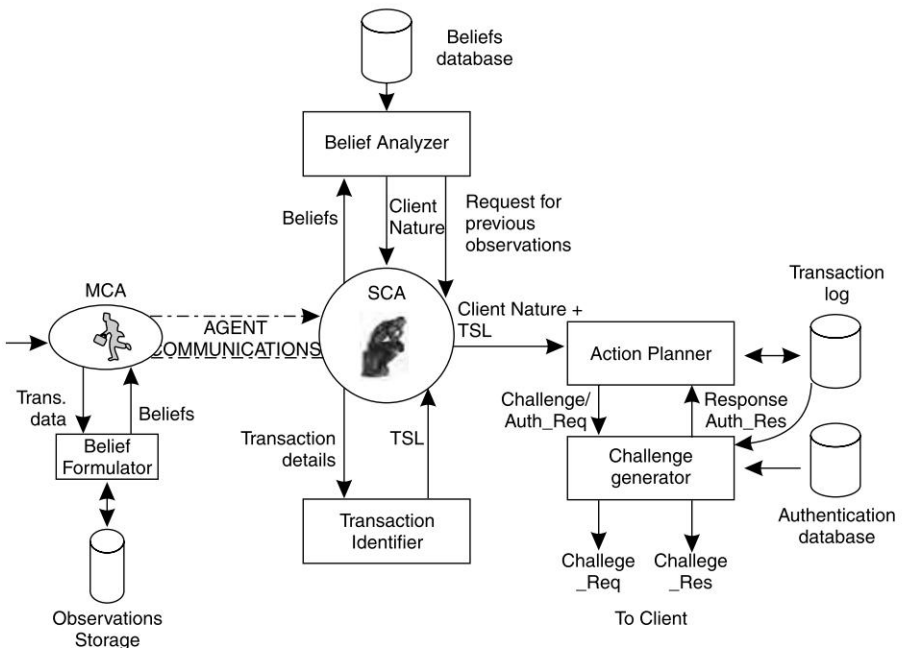 Beliefs
database
Belief Analyzer
Beliefs
Client
Nature
Request for
previous
observations
MCA
SCA
AGENT
COMMUNICATIONS
Client Nature +
TSL
Transaction
log
Action Planner
Trans.
data
Beliefs
Belief
Formulator
Transaction
details
TSL
Challenge/
Auth_Req
Response
Auth_Res
Challenge
generator
Transaction
Identifier
Authentication
database
Challege
_Req
Challege
_Res
Observations
Storage
To Client